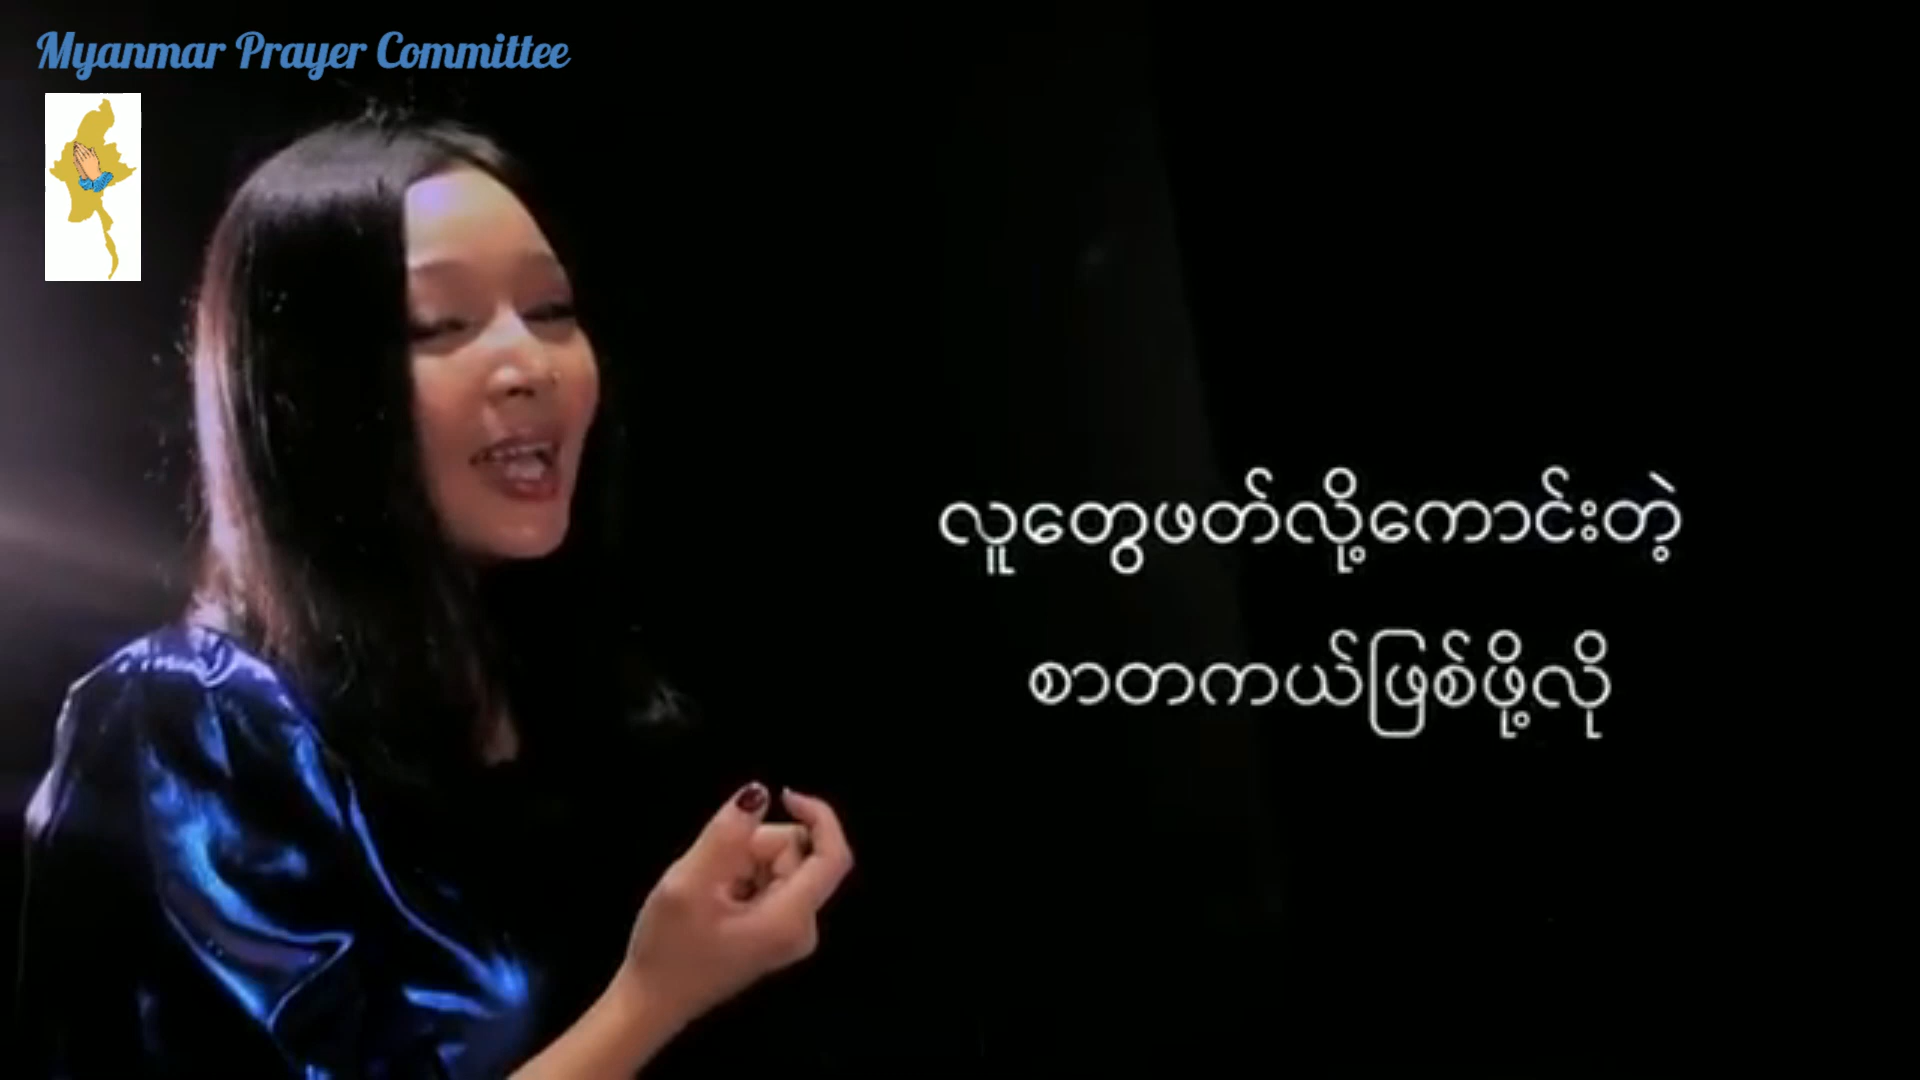 Myanmar Prayer Committee
လူတွေဖတ်လို့ကောင်းတဲ့
စာတကယ်ဖြစ်ဖို့လို